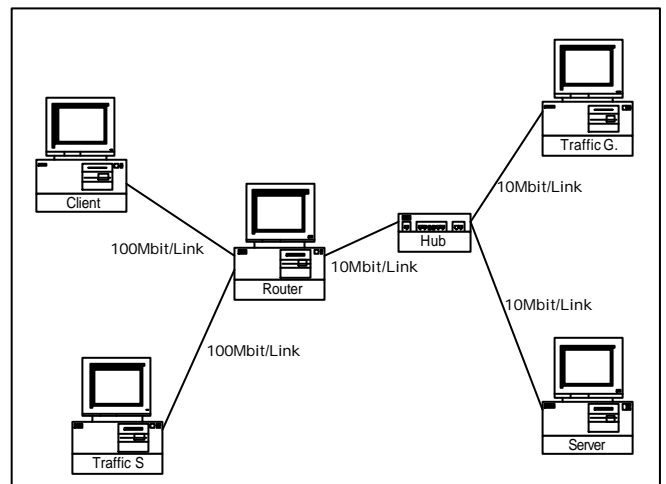 Traffic G.
Client
10Mbit/Link
Hub
100Mbit/Link
10Mbit/Link
Router
10Mbit/Link
100Mbit/Link
Server
Traffic S